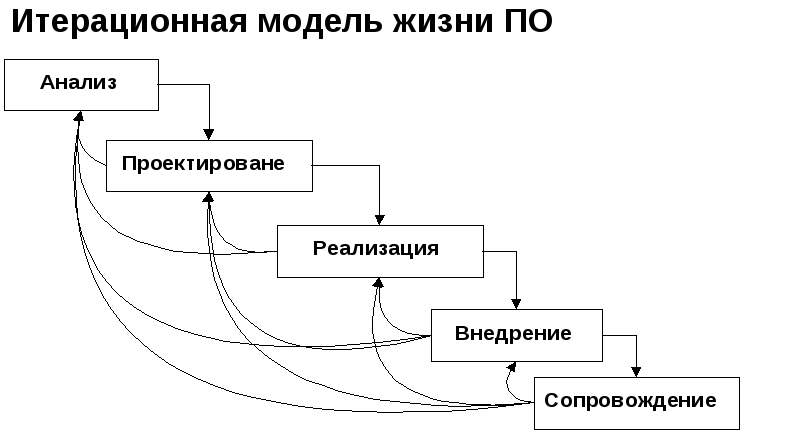 Итерационная модель жизни ПО
Анализ
Проектироване
Реализация
Внедрение
Сопровождение